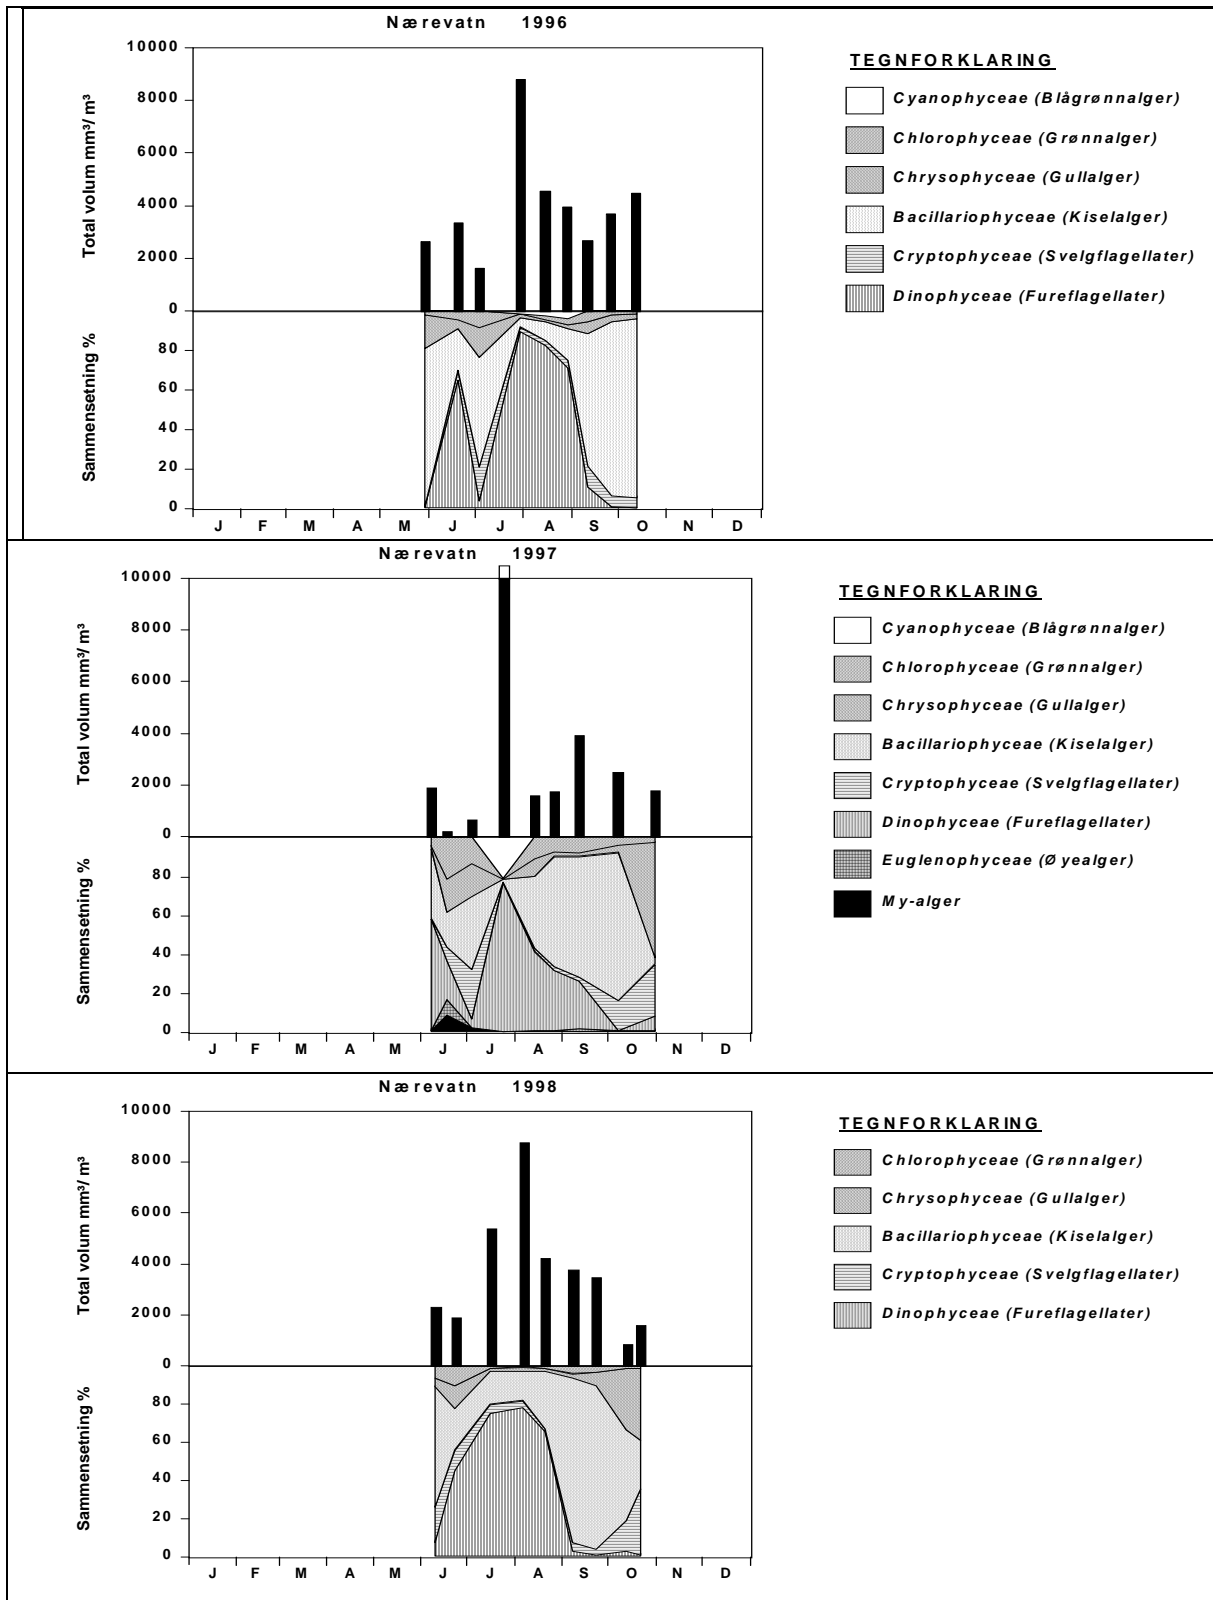 Nærevatn 1996
TEGNFORKLARING
Cyanophyceae (Blågrønnalger)
Chlorophyceae (Grønnalger)
Chrysophyceae (Gullalger)
Bacillariophyceae (Kiselalger)
Cryptophyceae (Svelgflagellater)
Dinophyceae (Fureflagellater)
Total volum mm³/ m³
10000
8000
6000
4000
2000
0
Sammensetning %
80
60
40
20
0
J F M A M J J A S O N D
Nærevatn 1997
TEGNFORKLARING
Cyanophyceae (Blågrønnalger)
Chlorophyceae (Grønnalger)
Chrysophyceae (Gullalger)
Bacillariophyceae (Kiselalger)
Cryptophyceae (Svelgflagellater)
Dinophyceae (Fureflagellater)
Euglenophyceae (Øyealger)
My-alger
Total volum mm³/ m³
10000
8000
6000
4000
2000
0
Sammensetning %
80
60
40
20
0
J F M A M J J A S O N D
Nærevatn 1998
TEGNFORKLARING
Chlorophyceae (Grønnalger)
Chrysophyceae (Gullalger)
Bacillariophyceae (Kiselalger)
Cryptophyceae (Svelgflagellater)
Dinophyceae (Fureflagellater)
Total volum mm³/ m³
10000
8000
6000
4000
2000
0
Sammensetning %
80
60
40
20
0
J F M A M J J A S O N D